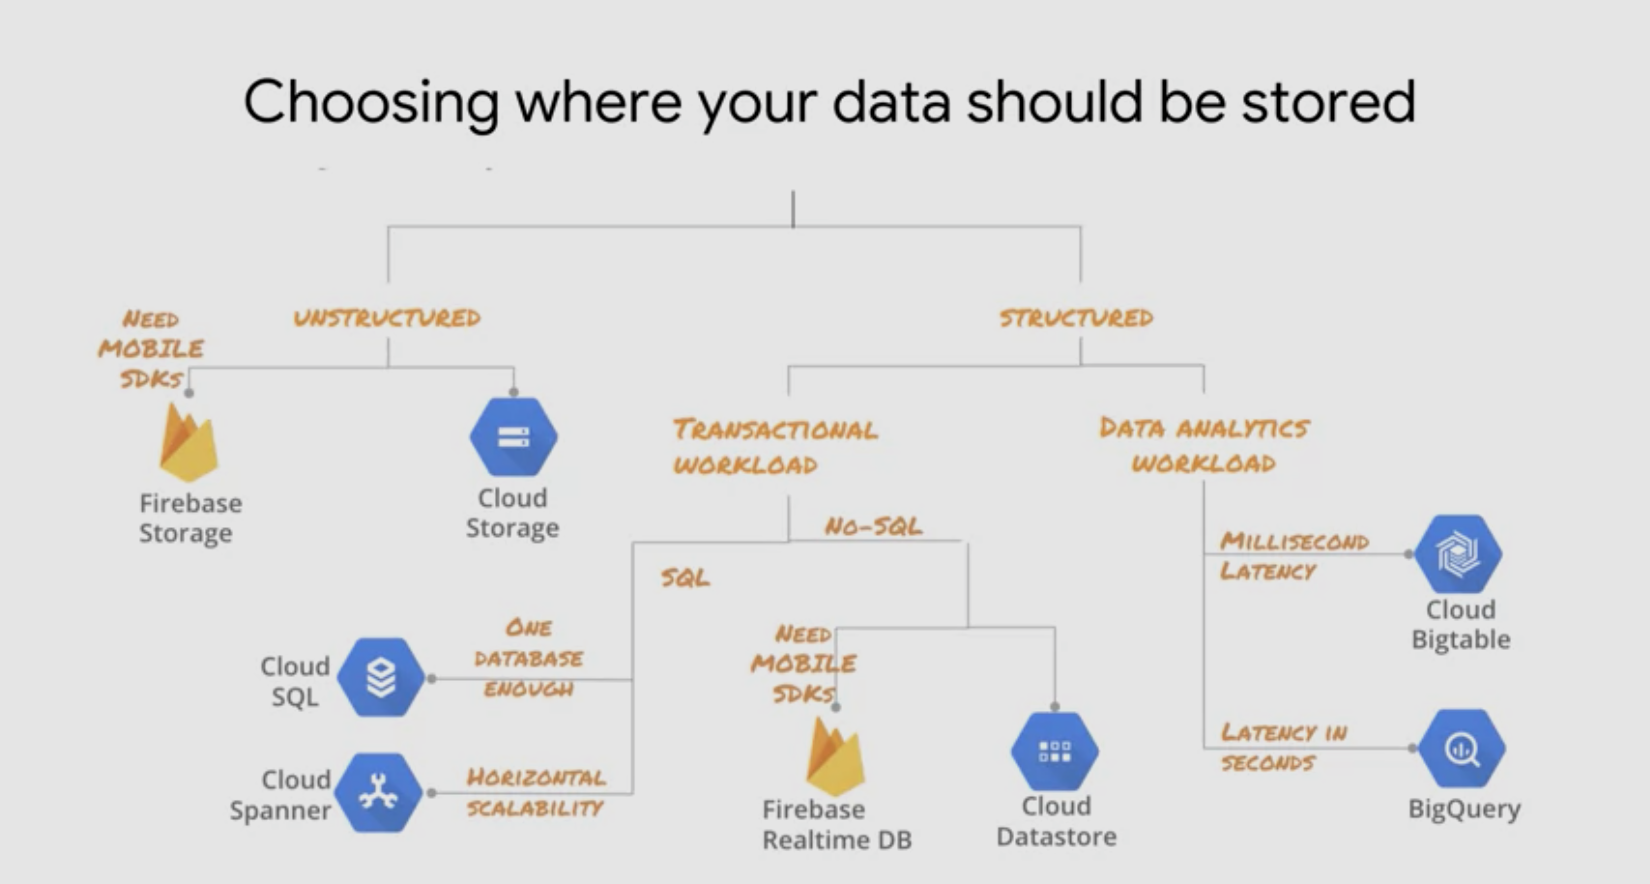 Choosing where your data should be stored
UNSTRUCTURED
STRUCTURED
NEED
MOBILE
SDKs
Firebase
Storage
Cloud
Storage
TRANSACTIONAL
WORKLOAD
DATA ANALYTICS
WORKLOAD
NO-SQL
SQL
MILLISECOND
LATENCY
Cloud
Bigtable
ONE
DATABASE
ENOUGH
Cloud
SQL
NEED
MOBILE
SDKs
LATENCY IN
SECONDS
BigQuery
HORIZONTAL
SCALABILITY
Cloud
Spanner
Firebase
Realtime DB
Cloud
Datastore